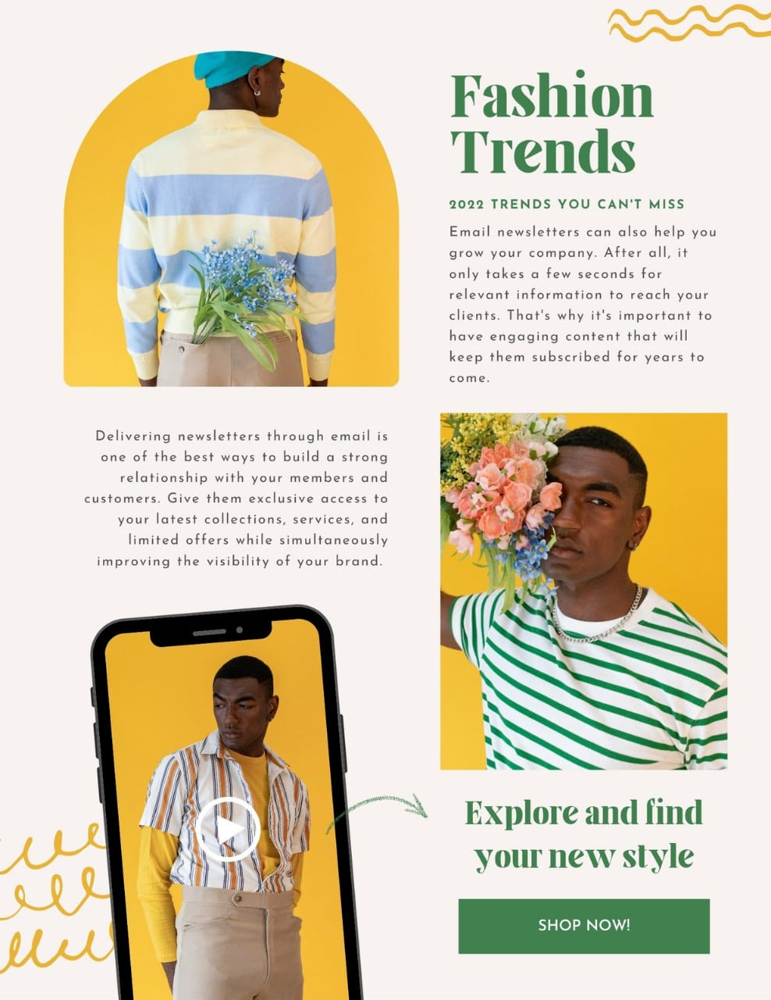 Fashion
Trends
2022 TRENDS YOU CAN'T MISS
Email newsletters can also help you
grow your company. After all, it
only takes a few seconds for
relevant information to reach your
clients. That's why it's important to
have engaging content that will
keep them subscribed for years to
come.
Delivering newsletters through email is
one of the best ways to build a strong
relationship with your members and
customers. Give them exclusive access to
your latest collections, services, and
limited offers while simultaneously
improving the visibility of your brand.
Explore and find
your new style
SHOP NOW!